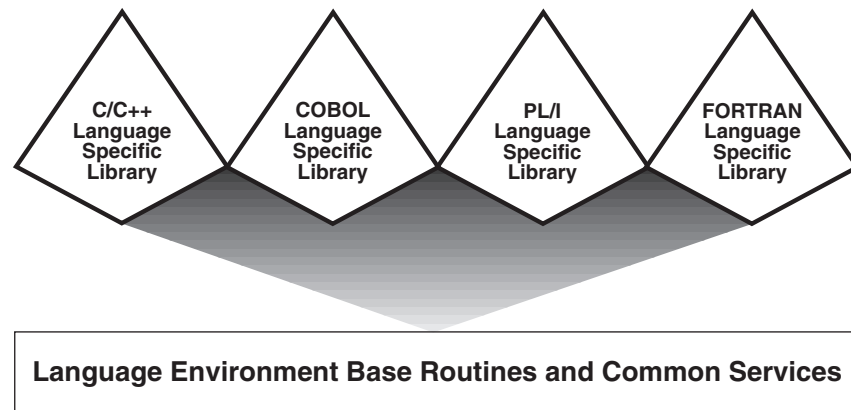 C/C++
Language
Specific
Library
COBOL
Language
Specific
Library
PL/I
Language
Specific
Library
FORTRAN
Language
Specific
Library
Language Environment Base Routines and Common Services